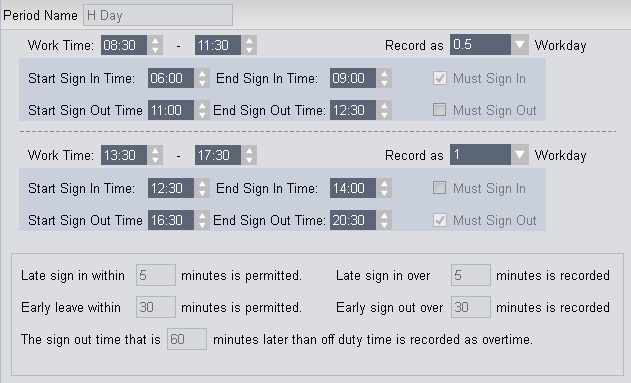 Period Name H Day
Work Time: 08:30 - 11:30 Record as 0.5 Workday
Start Sign In Time: 06:00 End Sign In Time: 09:00 Must Sign In
Start Sign Out Time 11:00 End Sign Out Time: 12:30 Must Sign Out
Work Time: 13:30 - 17:30 Record as 1 Workday
Start Sign In Time: 12:30 End Sign In Time: 14:00 Must Sign In
Start Sign Out Time 16:30 End Sign Out Time: 20:30 Must Sign Out
Late sign in within 5 minutes is permitted. Late sign in over 5 minutes is recorded
Early leave within 30 minutes is permitted. Early sign out over 30 minutes is recorded
The sign out time that is 60 minutes later than off duty time is recorded as overtime.